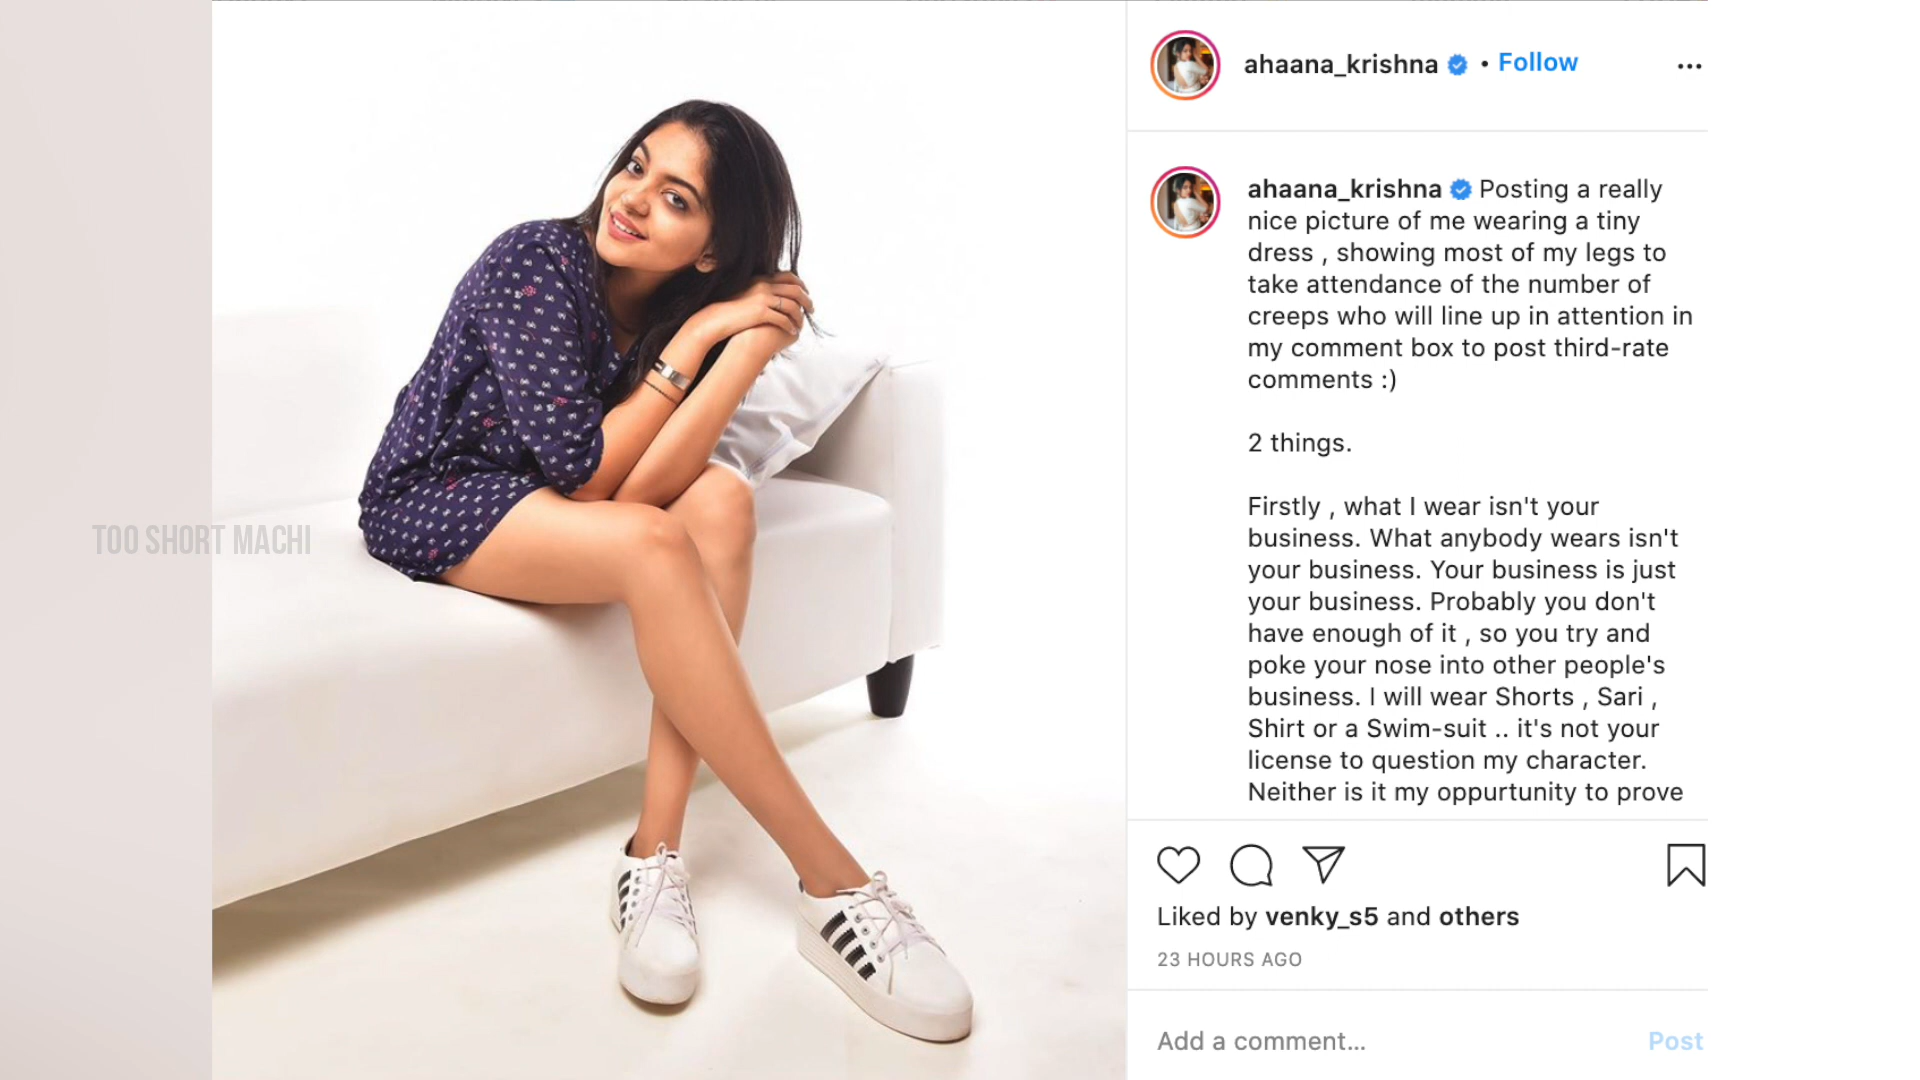 TOO SHORT MACHI
ahaana_krishna • Follow
ahaana_krishna Posting a really
nice picture of me wearing a tiny
dress , showing most of my legs to
take attendance of the number of
creeps who will line up in attention in
my comment box to post third-rate
comments :)
2 things.
Firstly , what I wear isn't your
business. What anybody wears isn't
your business. Your business is just
your business. Probably you don't
have enough of it , so you try and
poke your nose into other people's
business. I will wear Shorts , Sari ,
Shirt or a Swim-suit .. it's not your
license to question my character.
Neither is it my oppurtunity to prove
Liked by venky_s5 and others
23 HOURS AGO
Add a comment... Post